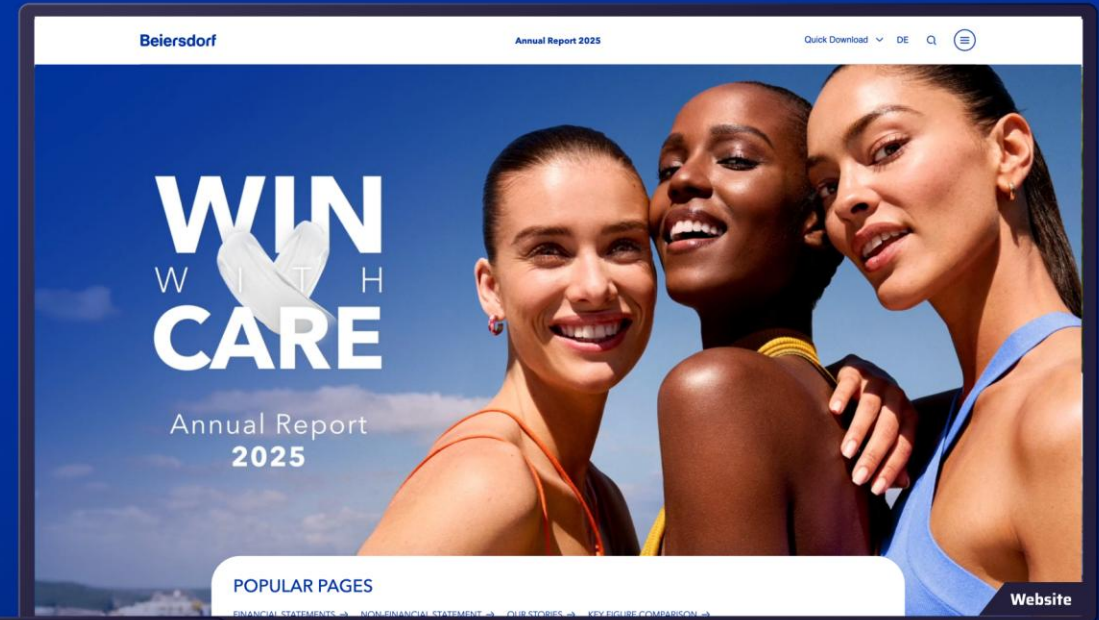 Beiersdorf
Annual Report 2025
Quick Download
DE
WIN
WITH
CARE
Annual Report
2025
POPULAR PAGES
FINANCIAL STATEMENTS → NON-FINANCIAL STATEMENT → OUR STORIES → KEY FIGURE COMPARISON →
Website